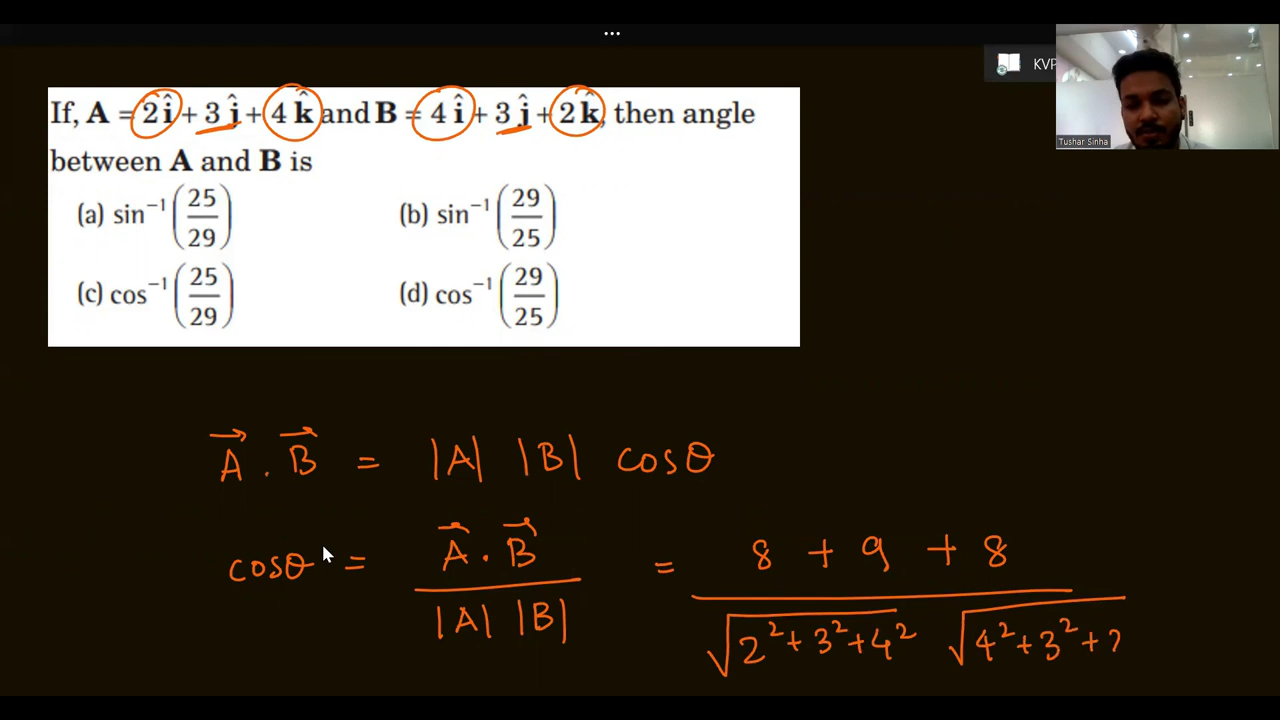 ...
KVP
Tushar Sinha
If, A = 2î + 3ĵ + 4k̂ and B = 4î + 3ĵ + 2k̂, then angle
between A and B is
(a) sin⁻¹ (25/29) (b) sin⁻¹ (29/25)
(c) cos⁻¹ (25/29) (d) cos⁻¹ (29/25)
A⃗ . B⃗ = |A| |B| cosθ
cosθ = A⃗ . B⃗ / |A| |B| = 8 + 9 + 8 / √(2² + 3² + 4²) √(4² + 3² +